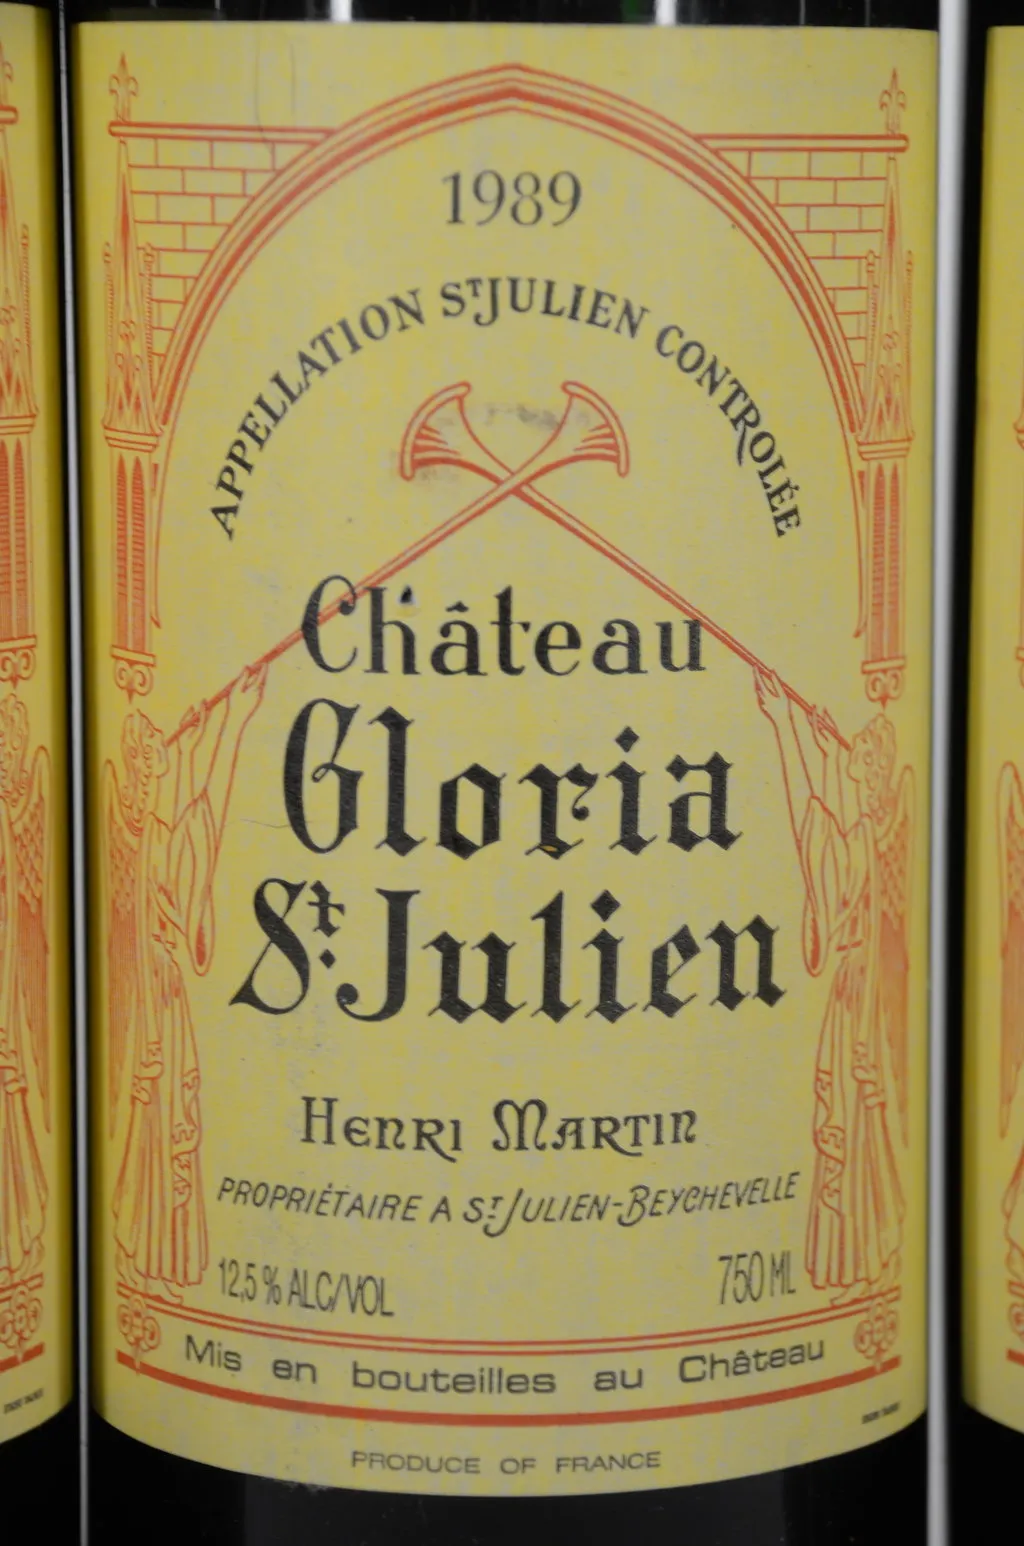 1989
APPELLATION ST JULIEN CONTROLÉE
Château
Gloria
St. Julien
HENRI MARTIN
PROPRIÉTAIRE A ST JULIEN-BEYCHEVELLE
12,5 % ALC/VOL
750 ML
Mis en bouteilles au Château
PRODUCE OF FRANCE